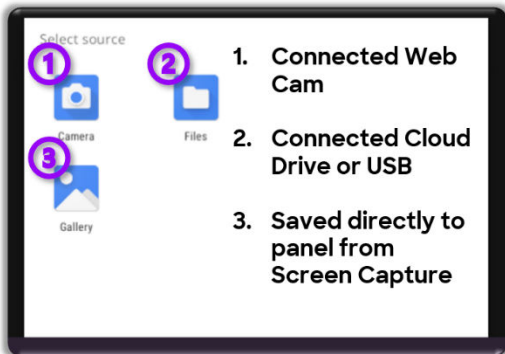 Select source
1
2
Camera
Files
3
Gallery
1. Connected Web
Cam
2. Connected Cloud
Drive or USB
3. Saved directly to
panel from
Screen Capture